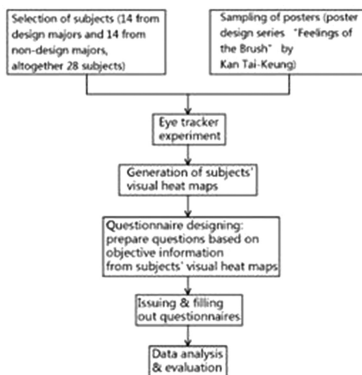 Selection of subjects (14 from
design majors and 14 from
non-design majors,
altogether 28 subjects)
Sampling of posters (poster
design series “Feelings of
the Brush” by
Kan Tai-Keung)
Eye tracker
experiment
Generation of subjects'
visual heat maps
Questionnaire designing:
prepare questions based on
objective information
from subjects' visual heat maps
Issuing & filling
out questionnaires
Data analysis
& evaluation